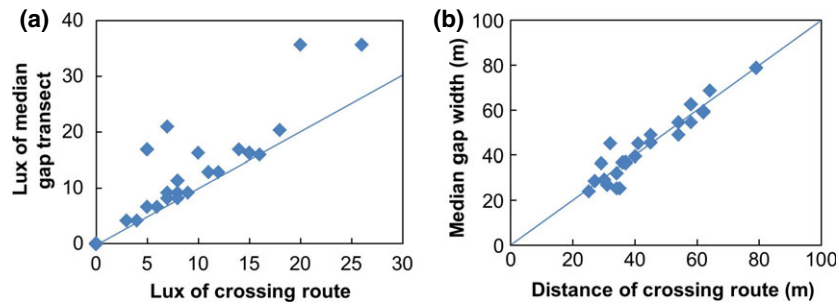 (a)
Lux of median
gap transect
40
30
20
10
0
0 5 10 15 20 25 30
Lux of crossing route
(b)
Median gap width (m)
100
80
60
40
20
0
0 20 40 60 80 100
Distance of crossing route (m)